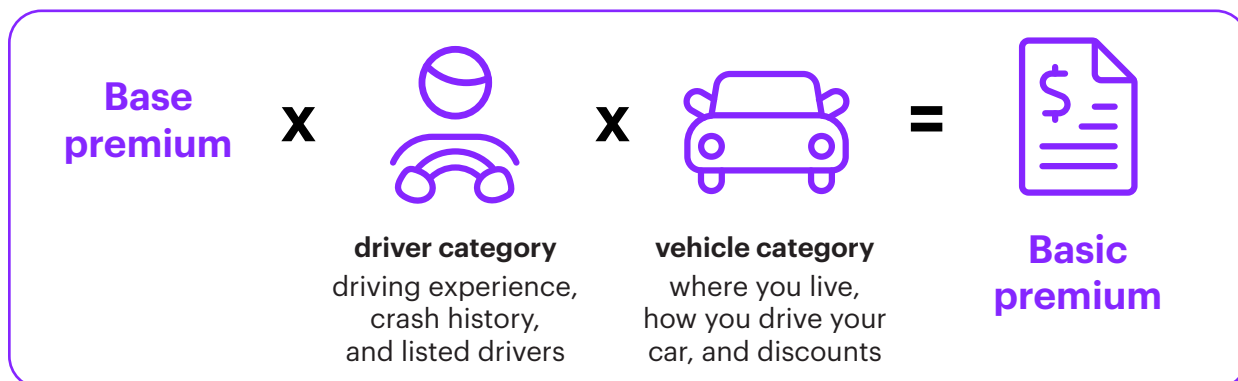 Base
premium
x
x
=
$
driver category
driving experience,
crash history,
and listed drivers
vehicle category
where you live,
how you drive your
car, and discounts
Basic
premium